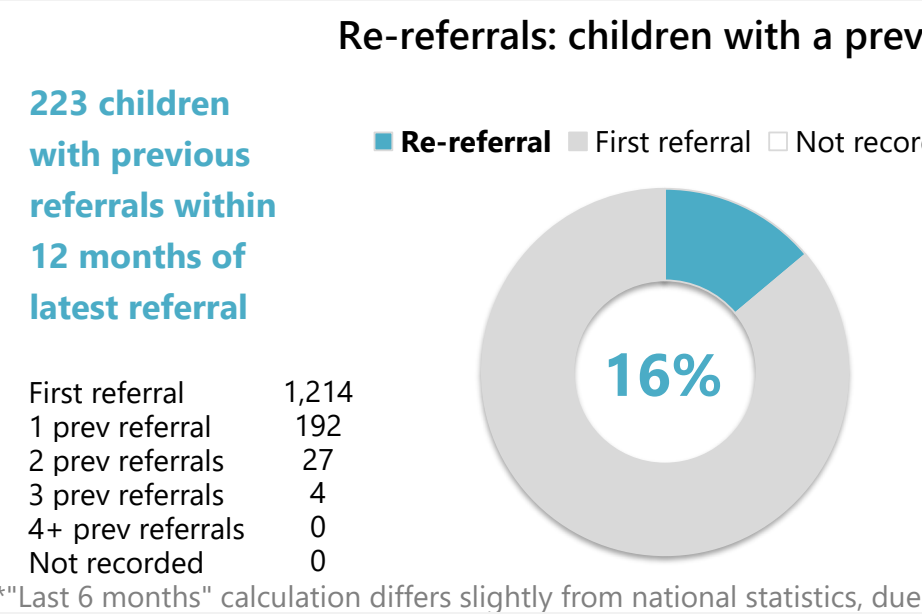 Re-referrals: children with a prev
223 children
with previous
referrals within
12 months of
latest referral
Re-referral First referral Not recor
16%
First referral 1,214
1 prev referral 192
2 prev referrals 27
3 prev referrals 4
4+ prev referrals 0
Not recorded 0
*"Last 6 months" calculation differs slightly from national statistics, due